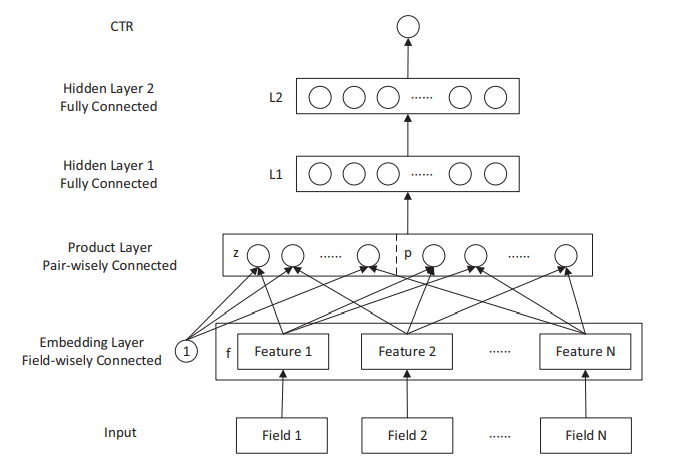 CTR
Hidden Layer 2
Fully Connected
L2
......
Hidden Layer 1
Fully Connected
L1
......
Product Layer
Pair-wisely Connected
z
......
p
......
Embedding Layer
Field-wisely Connected
1
f
Feature 1
Feature 2
......
Feature N
Input
Field 1
Field 2
......
Field N